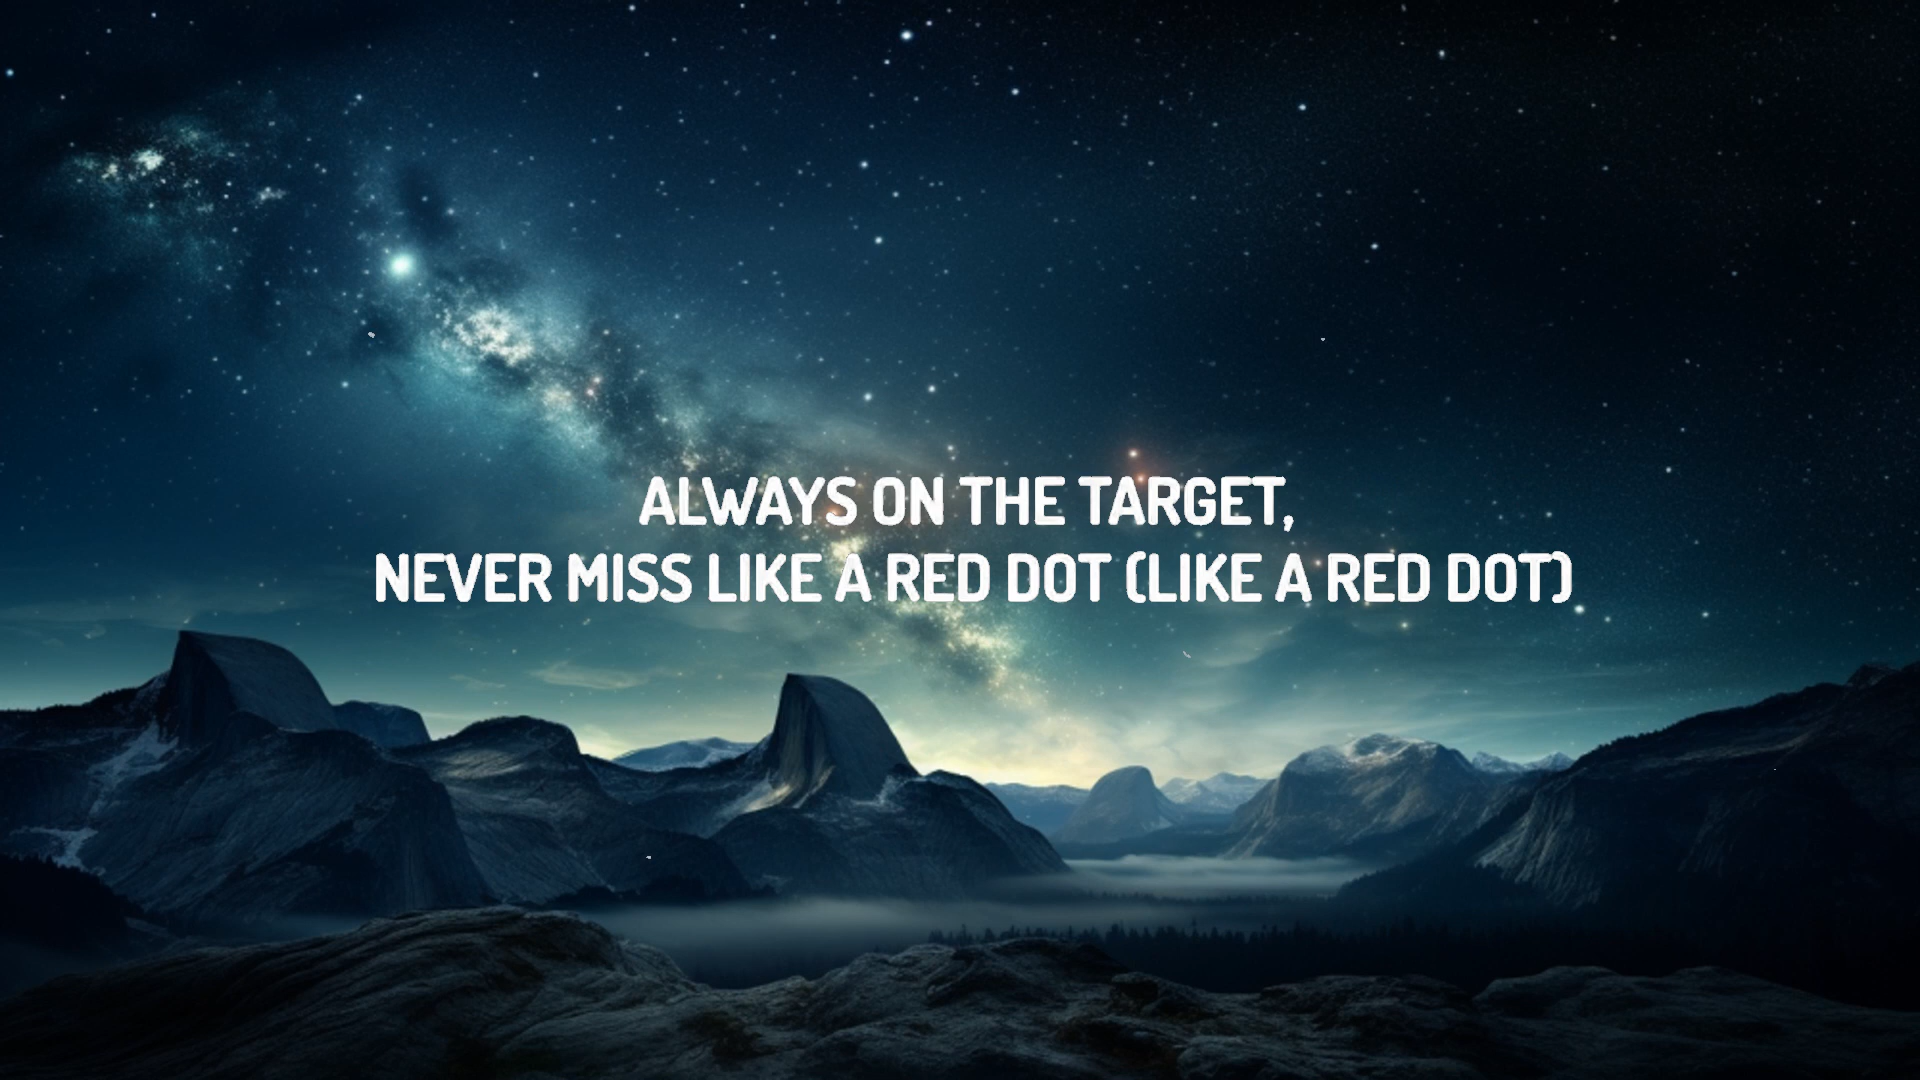 ALWAYS ON THE TARGET,
NEVER MISS LIKE A RED DOT (LIKE A RED DOT)